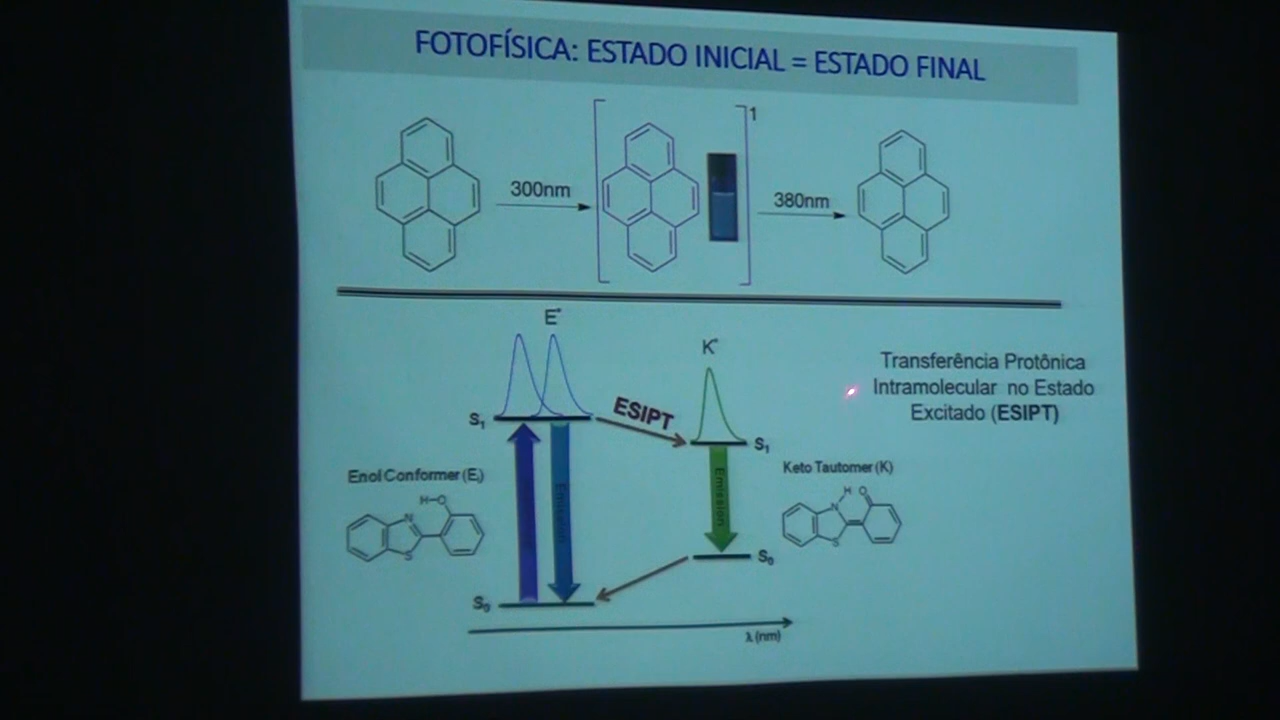 FOTOFÍSICA: ESTADO INICIAL = ESTADO FINAL
1
300nm
380nm
E*
K*
Transferência Protônica
Intramolecular no Estado
Excitado (ESIPT)
ESIPT
S1
S1
Enol Conformer (E)
Keto Tautomer (K)
H-O
N
S
Emission
Emission
H
O
N
S
S0
S0
λ (nm)